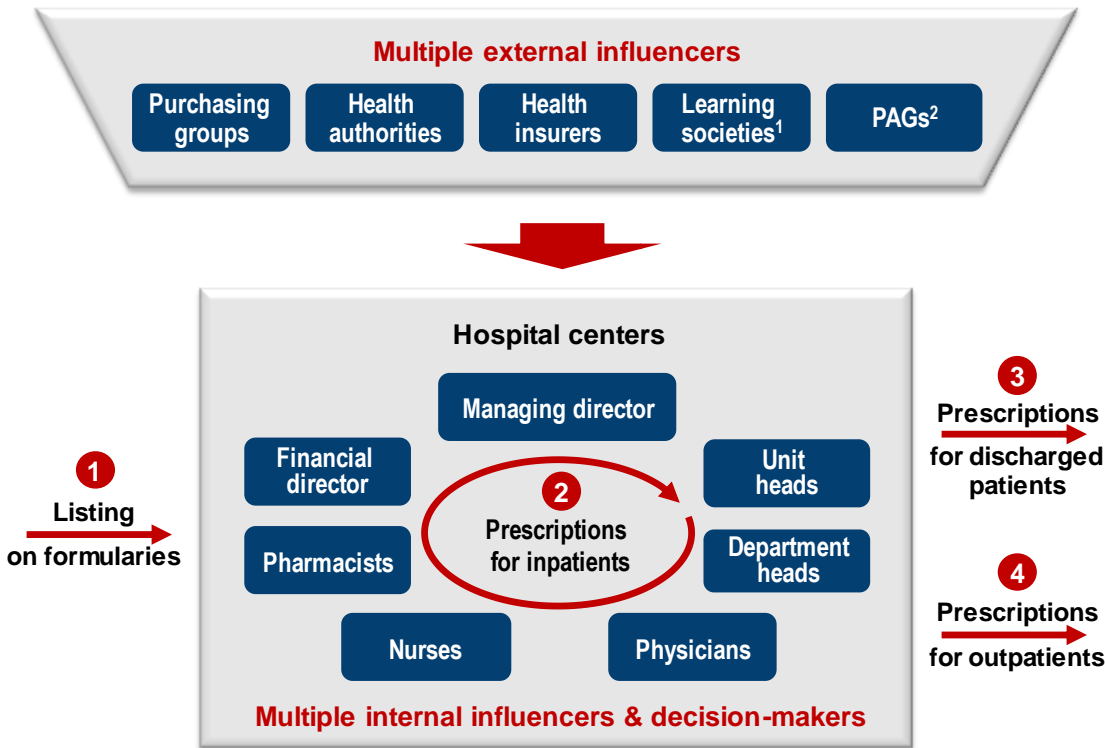 Multiple external influencers
Purchasing
groups
Health
authorities
Health
insurers
Learning
societies¹
PAGs²
Hospital centers
Managing director
Financial
director
Unit
heads
Pharmacists
Department
heads
Nurses
Physicians
2
Prescriptions
for inpatients
Multiple internal influencers & decision-makers
1
Listing
on formularies
3
Prescriptions
for discharged
patients
4
Prescriptions
for outpatients